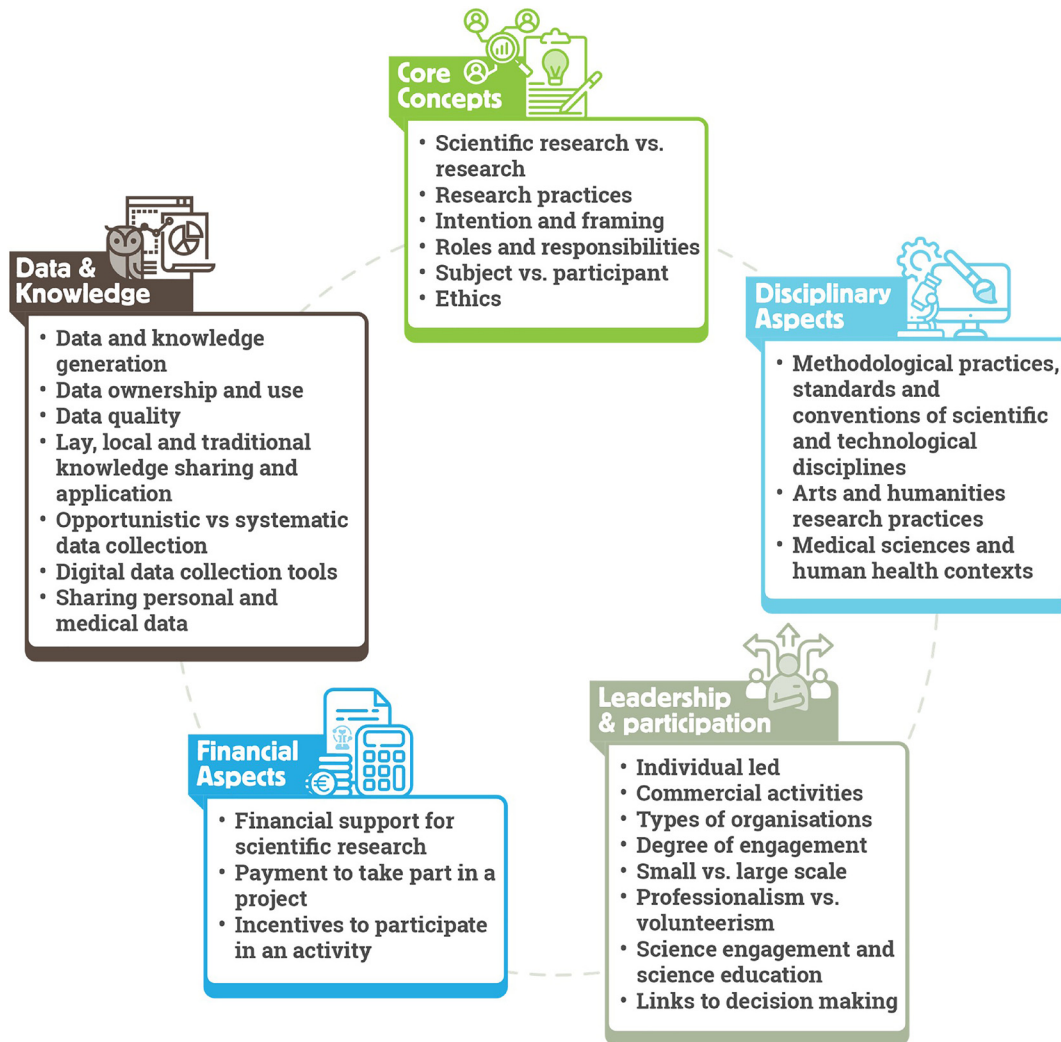 Core
Concepts
• Scientific research vs.
research
• Research practices
• Intention and framing
• Roles and responsibilities
• Subject vs. participant
• Ethics
Data &
Knowledge
• Data and knowledge
generation
• Data ownership and use
• Data quality
• Lay, local and traditional
knowledge sharing and
application
• Opportunistic vs systematic
data collection
• Digital data collection tools
• Sharing personal and
medical data
Disciplinary
Aspects
• Methodological practices,
standards and
conventions of scientific
and technological
disciplines
• Arts and humanities
research practices
• Medical sciences and
human health contexts
Financial
Aspects
• Financial support for
scientific research
• Payment to take part in a
project
• Incentives to participate
in an activity
Leadership
& participation
• Individual led
• Commercial activities
• Types of organisations
• Degree of engagement
• Small vs. large scale
• Professionalism vs.
volunteerism
• Science engagement and
science education
• Links to decision making